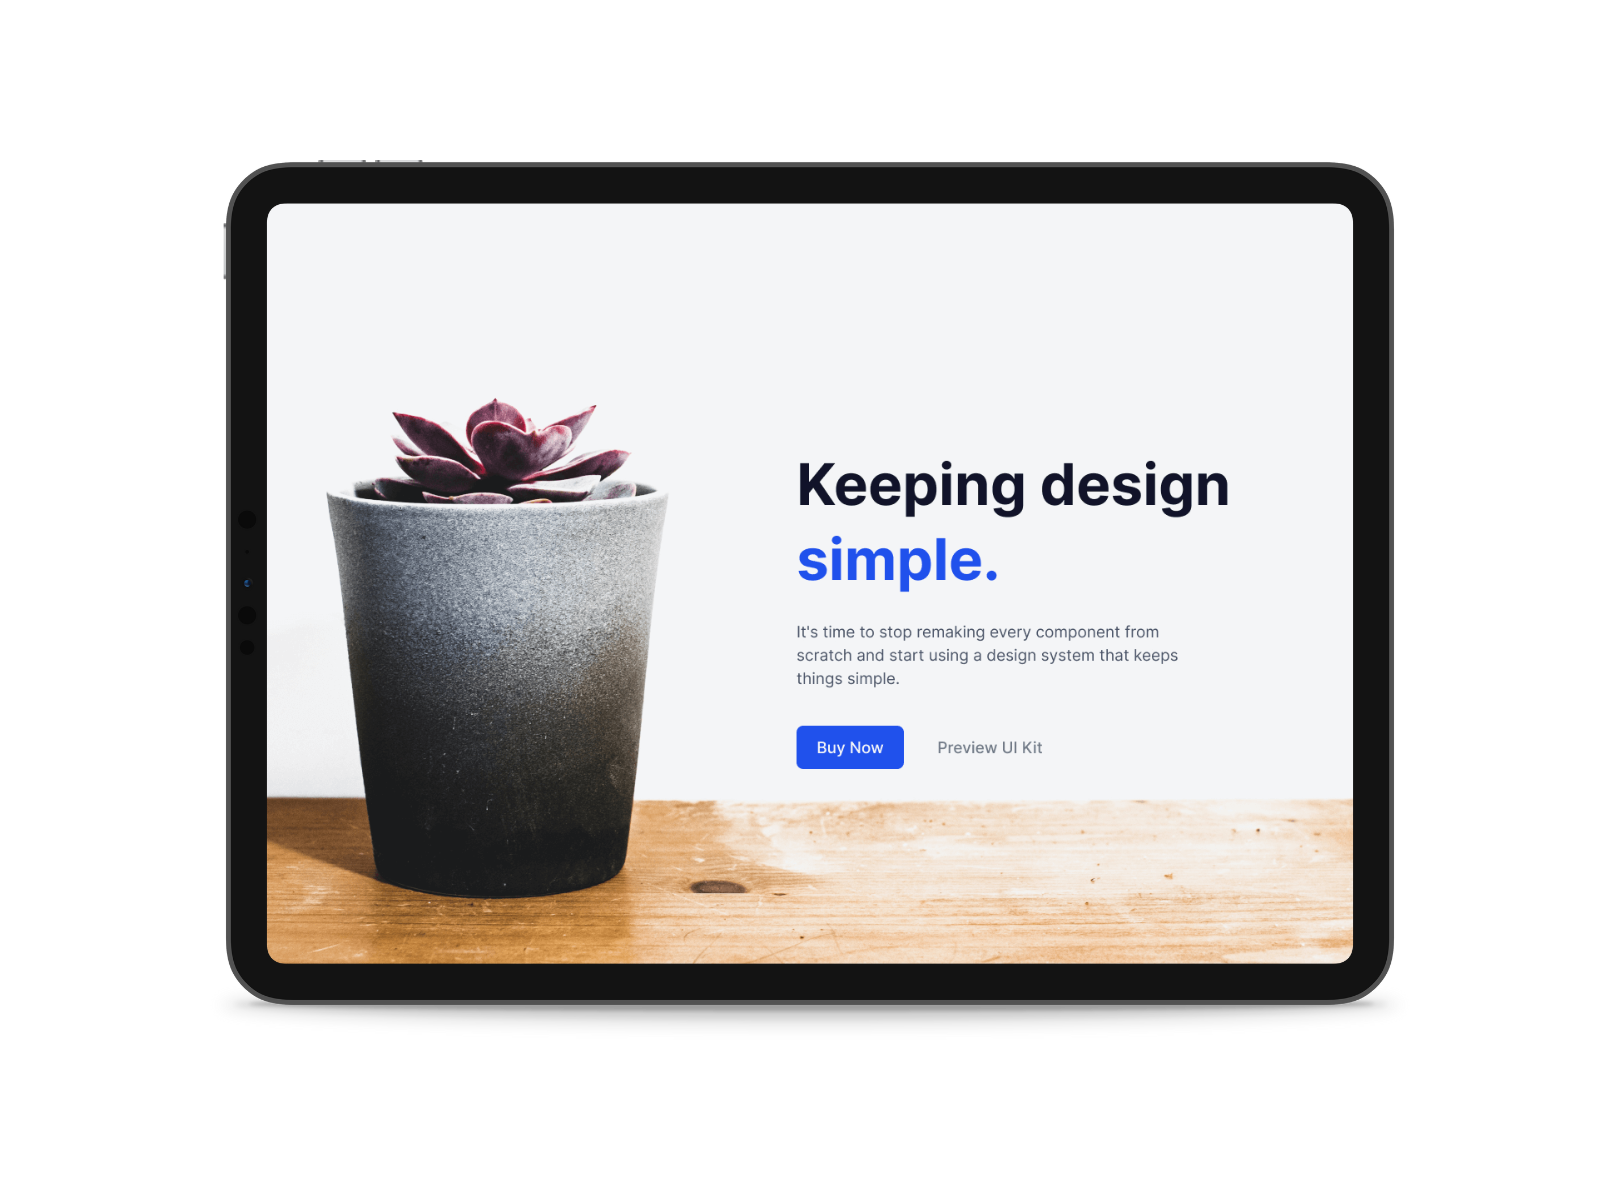 Keeping design
simple.
It's time to stop remaking every component from
scratch and start using a design system that keeps
things simple.
Buy Now
Preview UI Kit